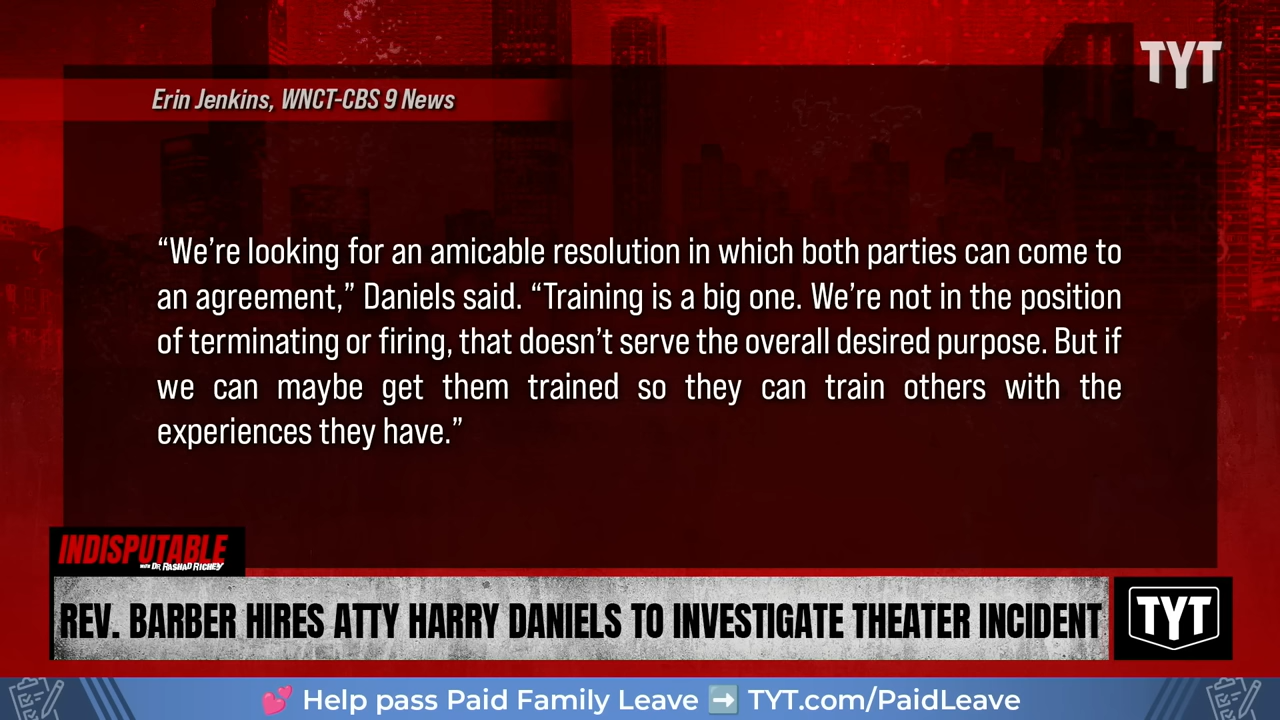 TYT
Erin Jenkins, WNCT-CBS 9 News
“We’re looking for an amicable resolution in which both parties can come to
an agreement,” Daniels said. “Training is a big one. We’re not in the position
of terminating or firing, that doesn’t serve the overall desired purpose. But if
we can maybe get them trained so they can train others with the
experiences they have.”
INDISPUTABLE
WITH DR. RASHAD RICHEY
REV. BARBER HIRES ATTY HARRY DANIELS TO INVESTIGATE THEATER INCIDENT
TYT
💕 Help pass Paid Family Leave ➡️ TYT.com/PaidLeave